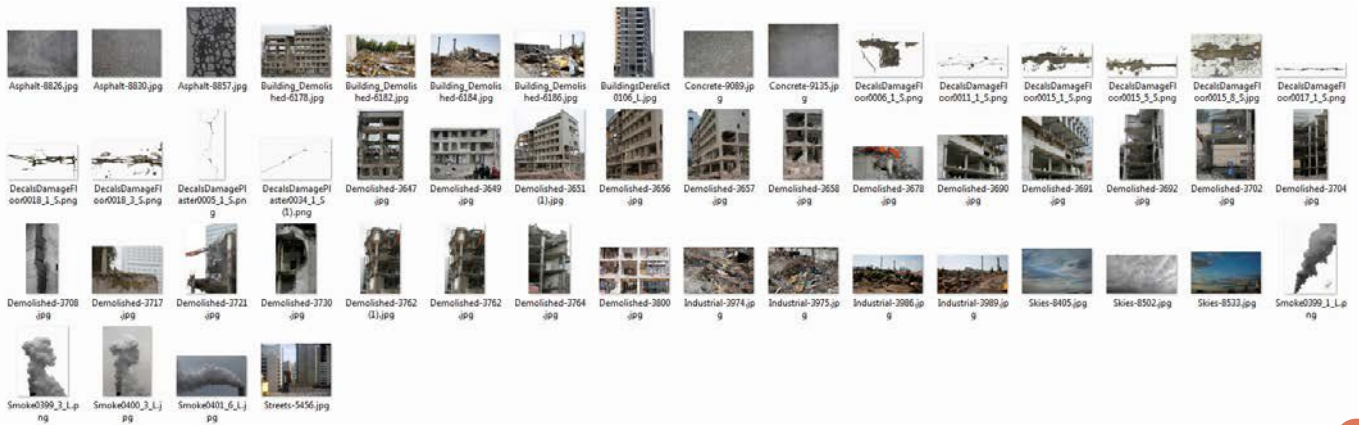 Asphalt-8826.jpg
Asphalt-8830.jpg
Asphalt-8857.jpg
Building_Demolis
hed-6178.jpg
Building_Demolis
hed-6182.jpg
Building_Demolis
hed-6184.jpg
Building_Demolis
hed-6186.jpg
BuildingsDerelict
0106_L.jpg
Concrete-9089.jp
g
Concrete-9135.jp
g
DecalsDamageFl
oor0006_1_S.png
DecalsDamageFl
oor0011_1_S.png
DecalsDamageFl
oor0015_1_S.png
DecalsDamageFl
oor0015_5_S.png
DecalsDamageFl
oor0015_8_S.jpg
DecalsDamageFl
oor0017_1_S.png
DecalsDamageFl
oor0018_1_S.png
DecalsDamageFl
oor0018_3_S.png
DecalsDamagePl
aster0005_1_S.pn
g
DecalsDamagePl
aster0034_1_S
(1).png
Demolished-3647
.jpg
Demolished-3649
.jpg
Demolished-3651
(1).jpg
Demolished-3656
.jpg
Demolished-3657
.jpg
Demolished-3658
.jpg
Demolished-3678
.jpg
Demolished-3690
.jpg
Demolished-3691
.jpg
Demolished-3692
.jpg
Demolished-3702
.jpg
Demolished-3704
.jpg
Demolished-3708
.jpg
Demolished-3717
.jpg
Demolished-3721
.jpg
Demolished-3730
.jpg
Demolished-3762
(1).jpg
Demolished-3762
.jpg
Demolished-3764
.jpg
Demolished-3800
.jpg
Industrial-3974.jp
g
Industrial-3975.jp
g
Industrial-3986.jp
g
Industrial-3989.jp
g
Skies-8405.jpg
Skies-8502.jpg
Skies-8533.jpg
Smoke0399_1_L.p
ng
Smoke0399_3_L.p
ng
Smoke0400_3_L.j
pg
Smoke0401_6_L.j
pg
Streets-5456.jpg